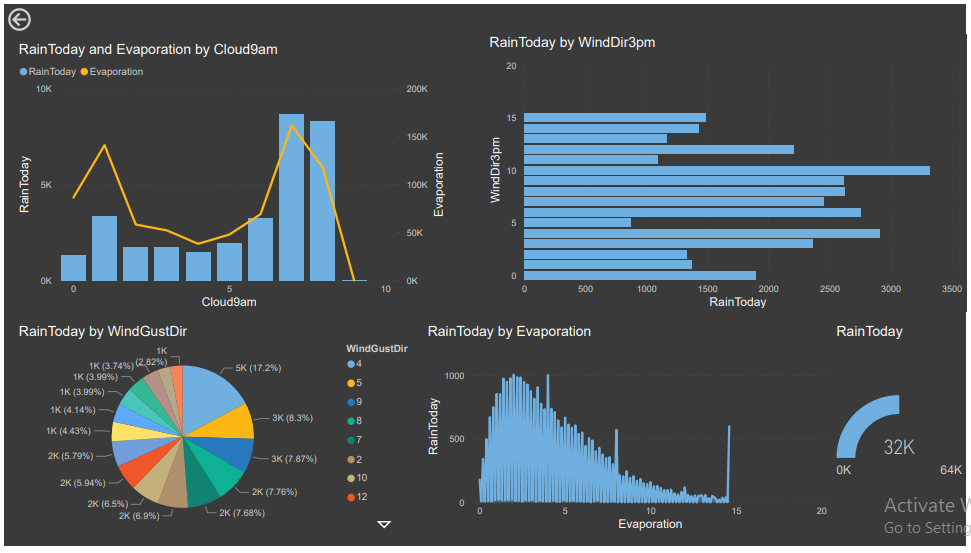 RainToday and Evaporation by Cloud9am
RainToday Evaporation
10K
5K
0K
RainToday
200K
150K
100K
50K
0K
Evaporation
0 5 10
Cloud9am
RainToday by WindDir3pm
20
15
10
5
0
WindDir3pm
0 500 1000 1500 2000 2500 3000 3500
RainToday
RainToday by WindGustDir
5K (17.2%)
3K (8.3%)
3K (7.87%)
2K (7.76%)
2K (7.68%)
2K (6.9%)
2K (6.5%)
2K (5.94%)
2K (5.79%)
1K (4.43%)
1K (4.14%)
1K (3.99%)
1K (3.99%)
1K (3.74%)
(2.82%)
1K
WindGustDir
4
5
9
8
7
2
10
12
RainToday by Evaporation
1000
500
0
RainToday
0 5 10 15 20
Evaporation
RainToday
32K
0K 64K
Activate W
Go to Setting